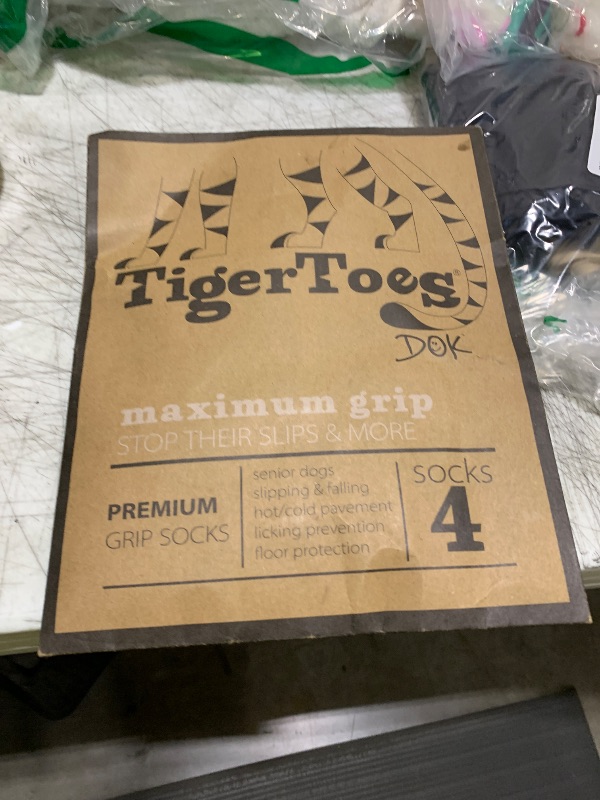 TigerToes®
DOK
maximum grip
STOP THEIR SLIPS & MORE
PREMIUM
GRIP SOCKS
senior dogs
slipping & falling
hot/cold pavement
licking prevention
floor protection
SOCKS
4